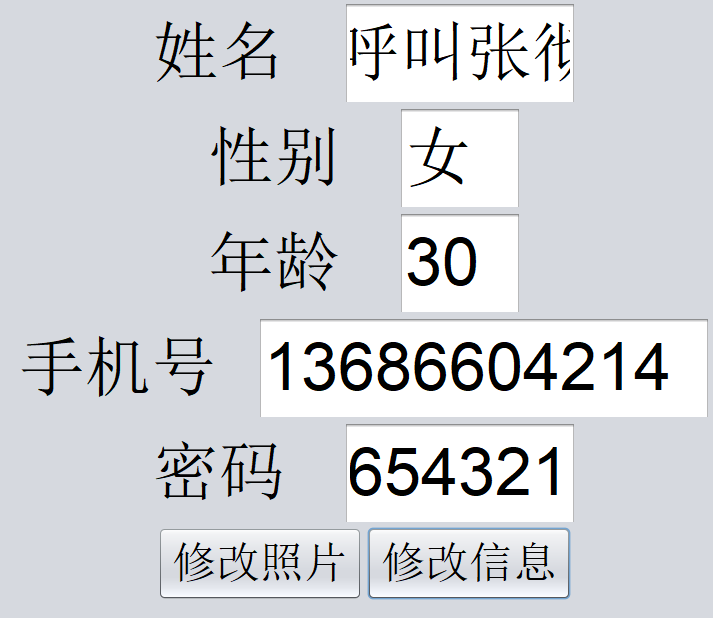 姓名 呼叫张
性别 女
年龄 30
手机号 13686604214
密码 654321
修改照片 修改信息